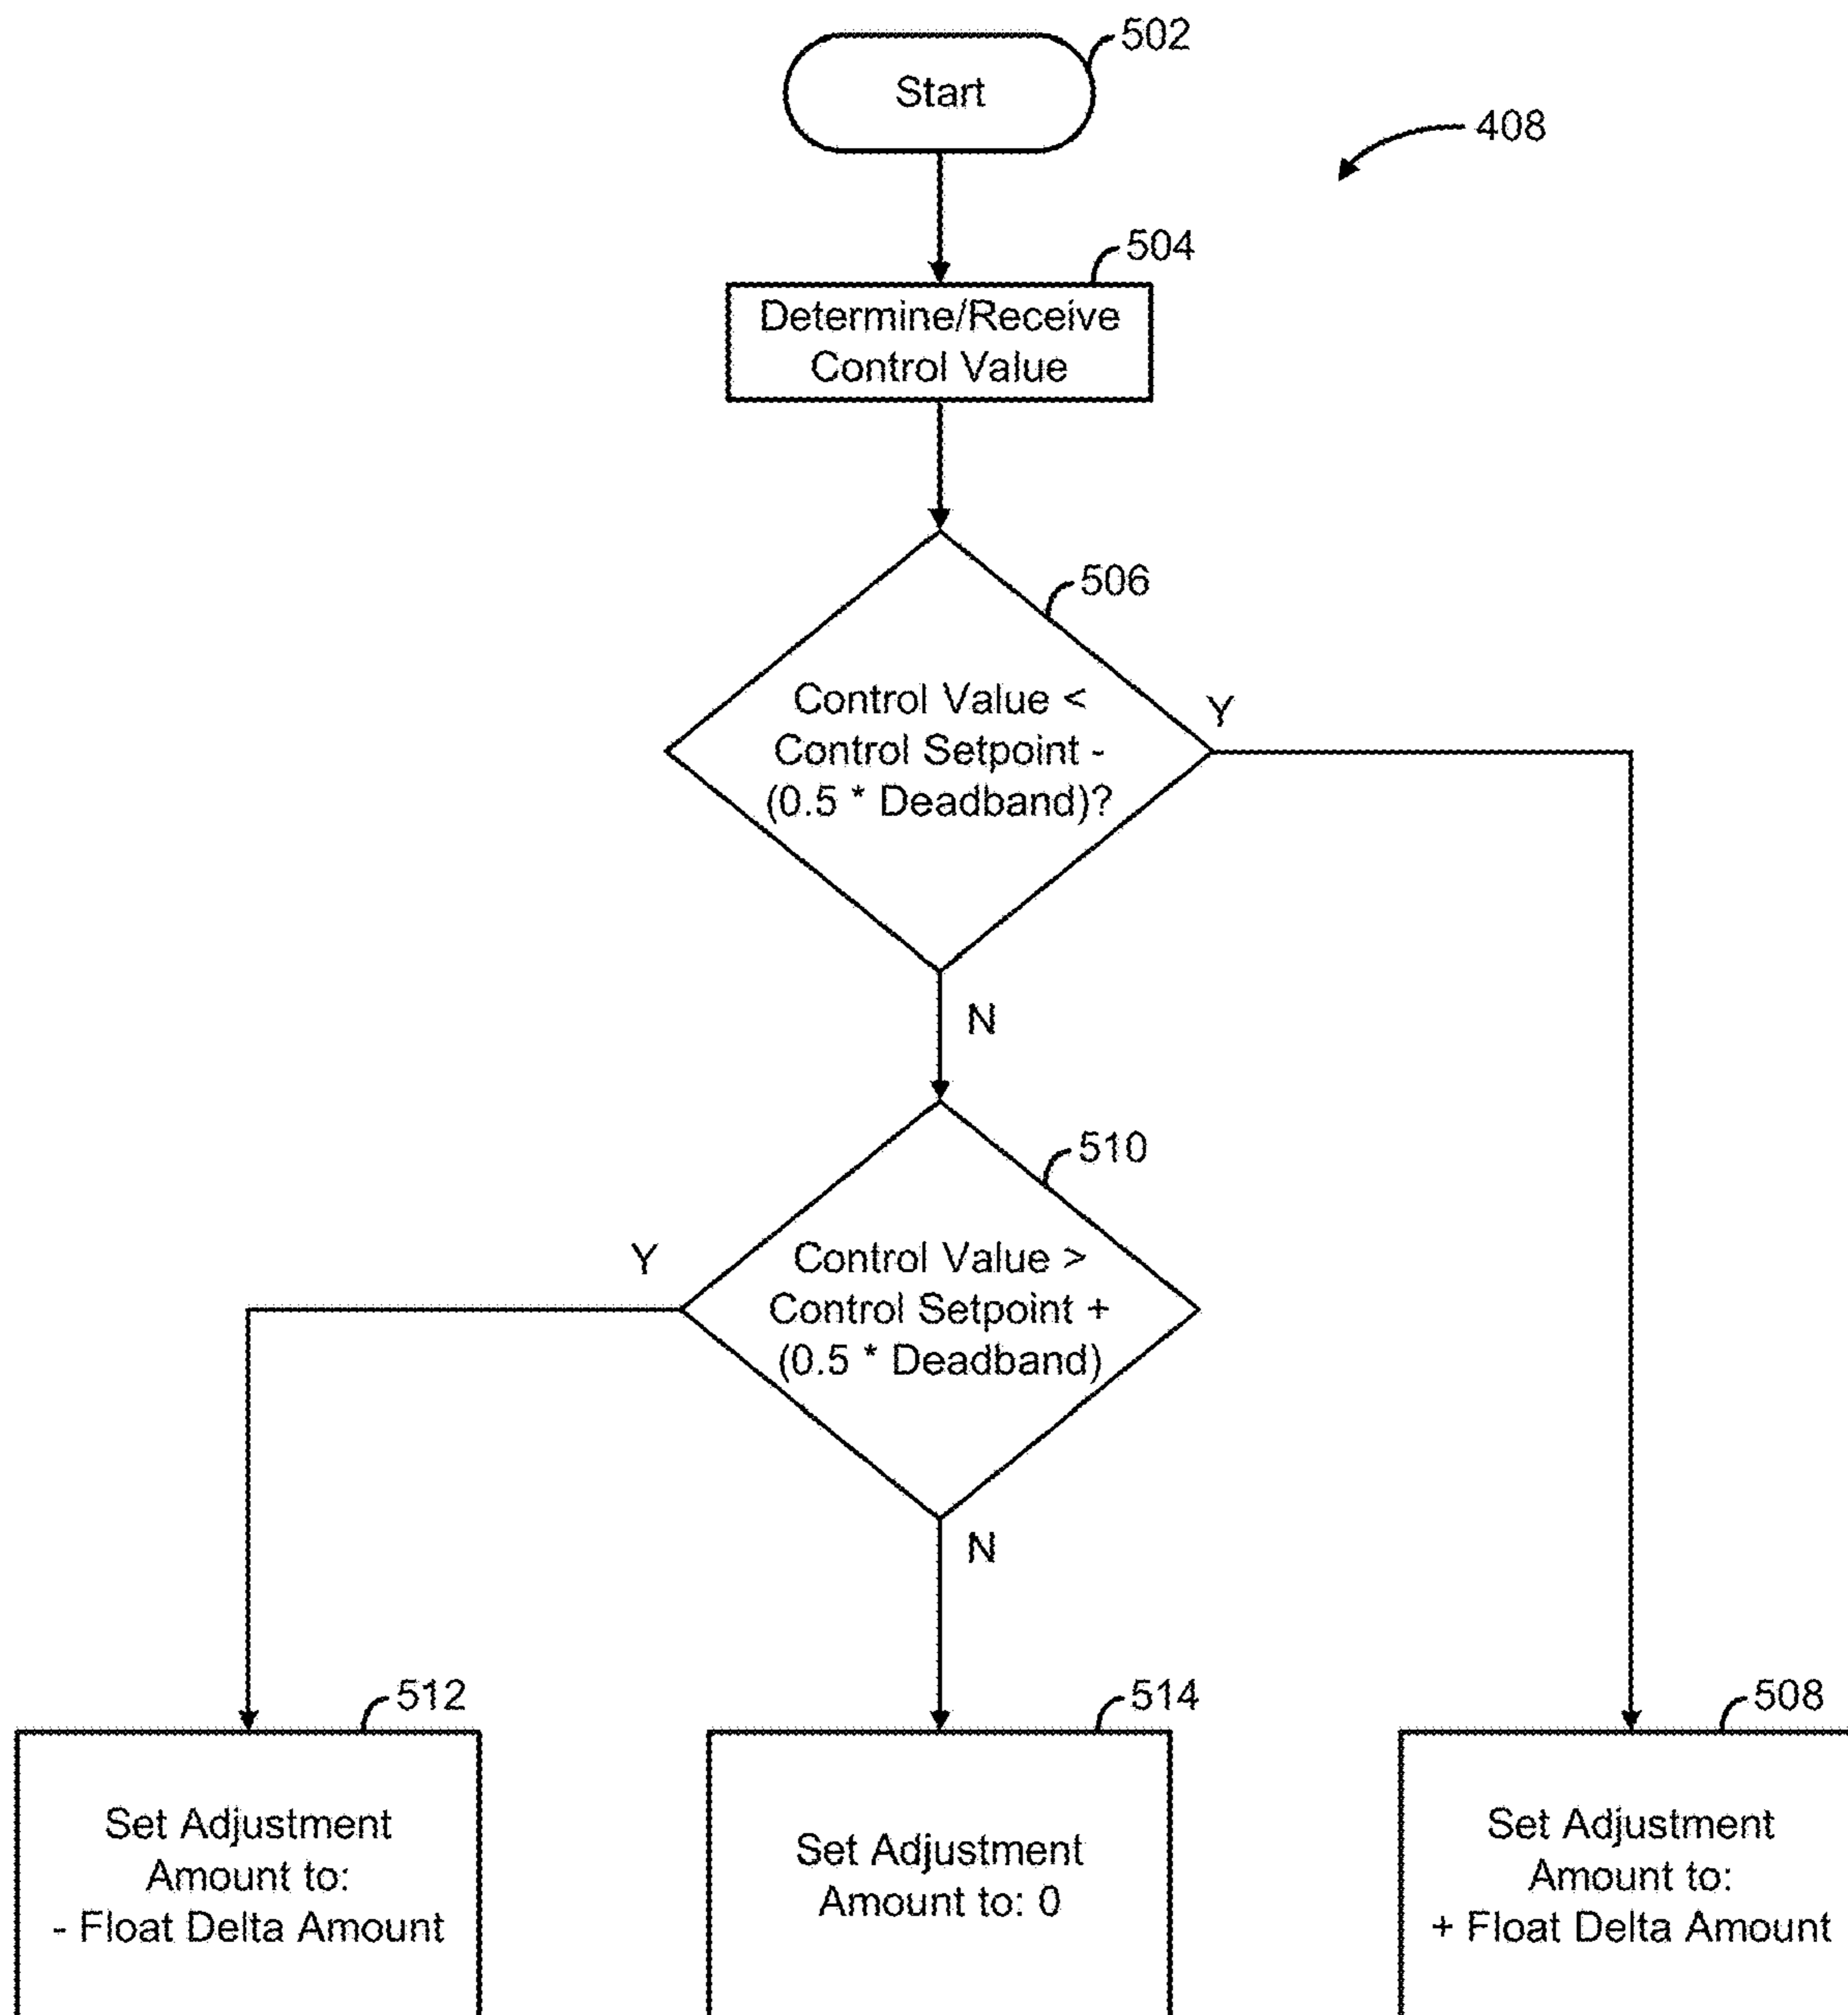 502
Start
408
504
Determine/Receive
Control Value
506
Control Value <
Control Setpoint -
(0.5 * Deadband)?
Y
N
510
Y
Control Value >
Control Setpoint +
(0.5 * Deadband)
N
512
514
508
Set Adjustment
Amount to:
- Float Delta Amount
Set Adjustment
Amount to: 0
Set Adjustment
Amount to:
+ Float Delta Amount